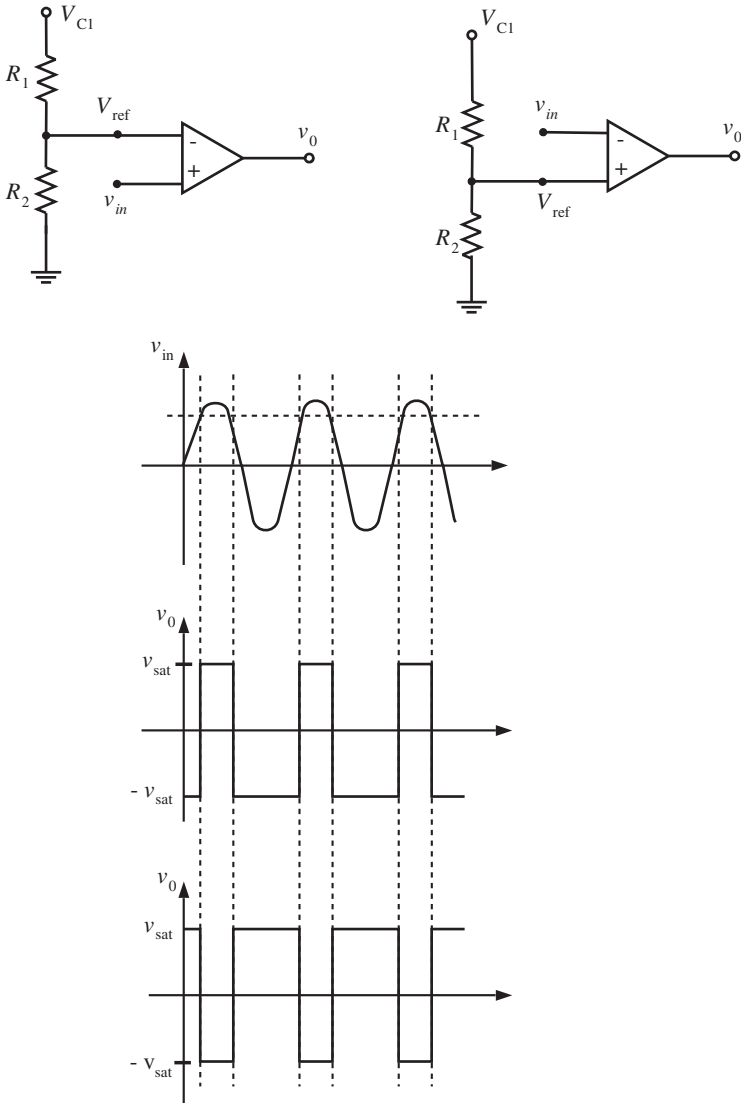 V_C1
R_1
V_ref
-
+
v_0
R_2
v_in
V_C1
R_1
v_in
-
+
v_0
V_ref
R_2
v_in
v_0
v_sat
- v_sat
v_0
v_sat
- v_sat